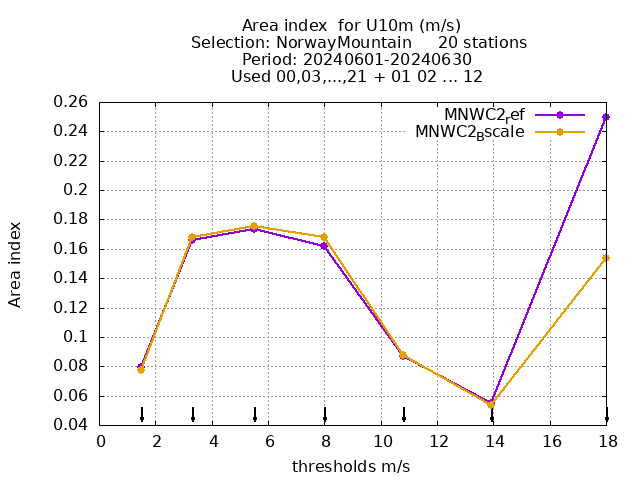 Area index  for U10m (m/s)
Selection: NorwayMountain     20 stations
Period: 20240601-20240630
Used 00,03,...,21 + 01 02 ... 12
MNWC2ref
MNWC2Bscale
0.26
0.24
0.22
0.2
0.18
0.16
0.14
0.12
0.1
0.08
0.06
0.04
Area index
0 2 4 6 8 10 12 14 16 18
thresholds m/s